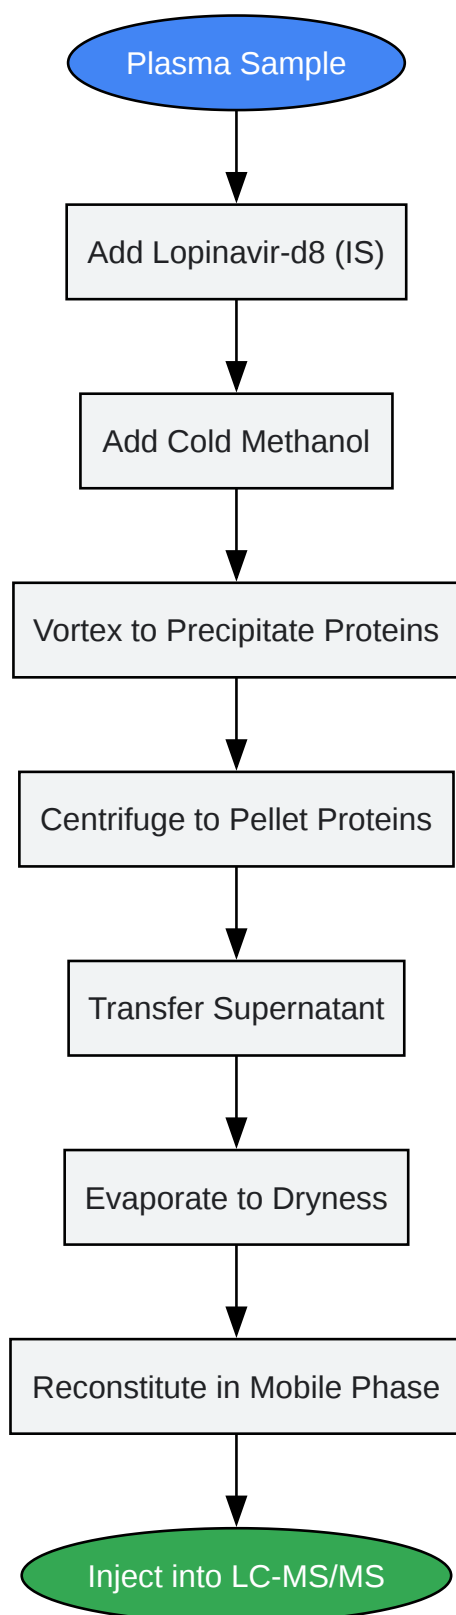 Plasma Sample
Add Lopinavir-d8 (IS)
Add Cold Methanol
Vortex to Precipitate Proteins
Centrifuge to Pellet Proteins
Transfer Supernatant
Evaporate to Dryness
Reconstitute in Mobile Phase
Inject into LC-MS/MS